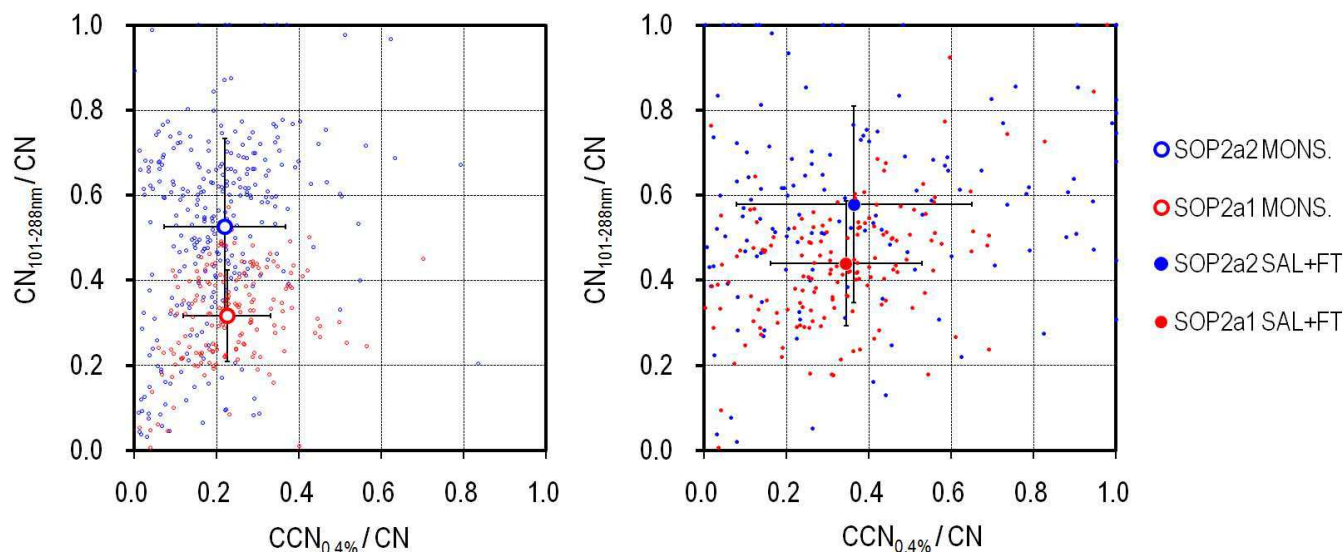 1.0
0.8
0.6
0.4
0.2
0.0
CN101-288nm / CN
0.0 0.2 0.4 0.6 0.8 1.0
CCN0.4% / CN
1.0
0.8
0.6
0.4
0.2
0.0
CN101-288nm / CN
0.0 0.2 0.4 0.6 0.8 1.0
CCN0.4% / CN
SOP2a2 MONS.
SOP2a1 MONS.
SOP2a2 SAL+FT
SOP2a1 SAL+FT